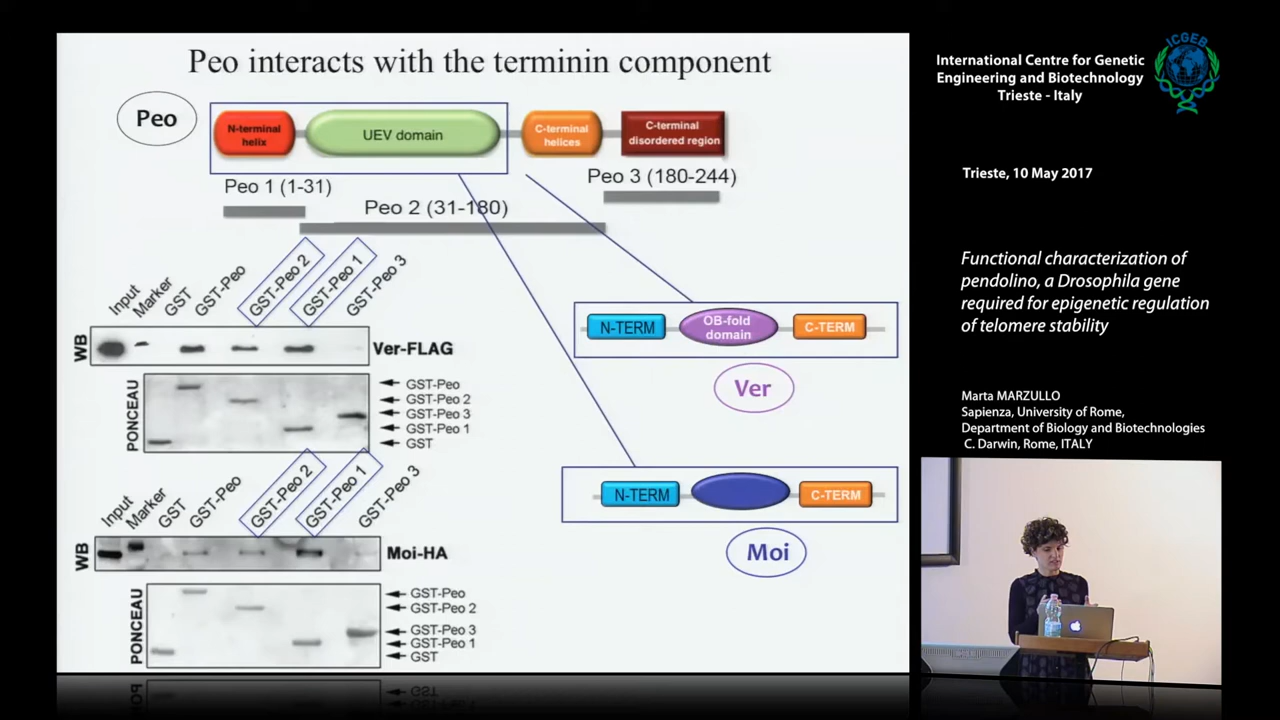 Peo interacts with the terminin component
Peo
N-terminal
helix
UEV domain
C-terminal
helices
C-terminal
disordered region
Peo 1 (1-31)
Peo 2 (31-180)
Peo 3 (180-244)
Input
Marker
GST
GST-Peo
GST-Peo 2
GST-Peo 1
GST-Peo 3
WB
Ver-FLAG
PONCEAU
GST-Peo
GST-Peo 2
GST-Peo 3
GST-Peo 1
GST
Input
Marker
GST
GST-Peo
GST-Peo 2
GST-Peo 1
GST-Peo 3
WB
Moi-HA
PONCEAU
GST-Peo
GST-Peo 2
GST-Peo 3
GST-Peo 1
GST
N-TERM
OB-fold
domain
C-TERM
Ver
N-TERM
C-TERM
Moi
International Centre for Genetic
Engineering and Biotechnology
Trieste - Italy
ICGEB
Trieste, 10 May 2017
Functional characterization of
pendolino, a Drosophila gene
required for epigenetic regulation
of telomere stability
Marta MARZULLO
Sapienza, University of Rome,
Department of Biology and Biotechnologies
C. Darwin, Rome, ITALY